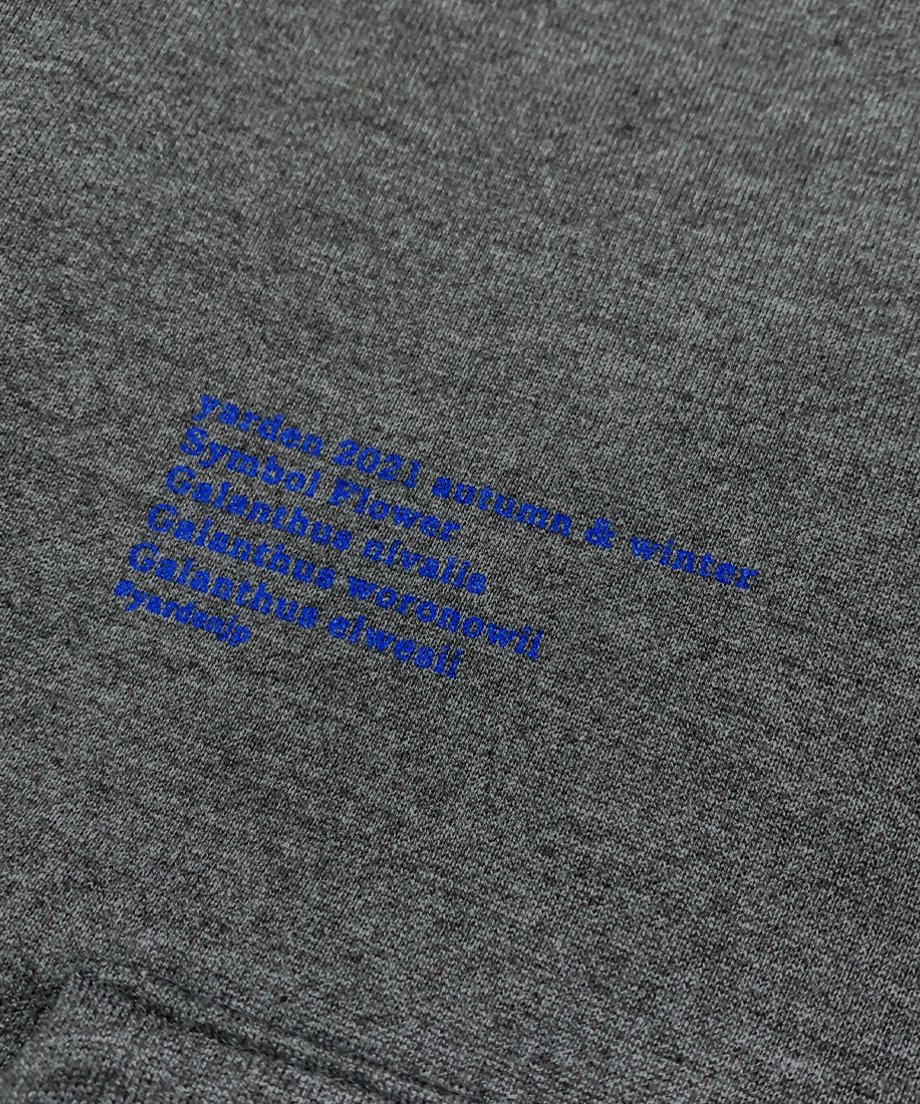 yarden 2021 autumn & winter
Symbol Flower
Galanthus nivalis
Galanthus woronowii
Galanthus elwesii
#yardenjp